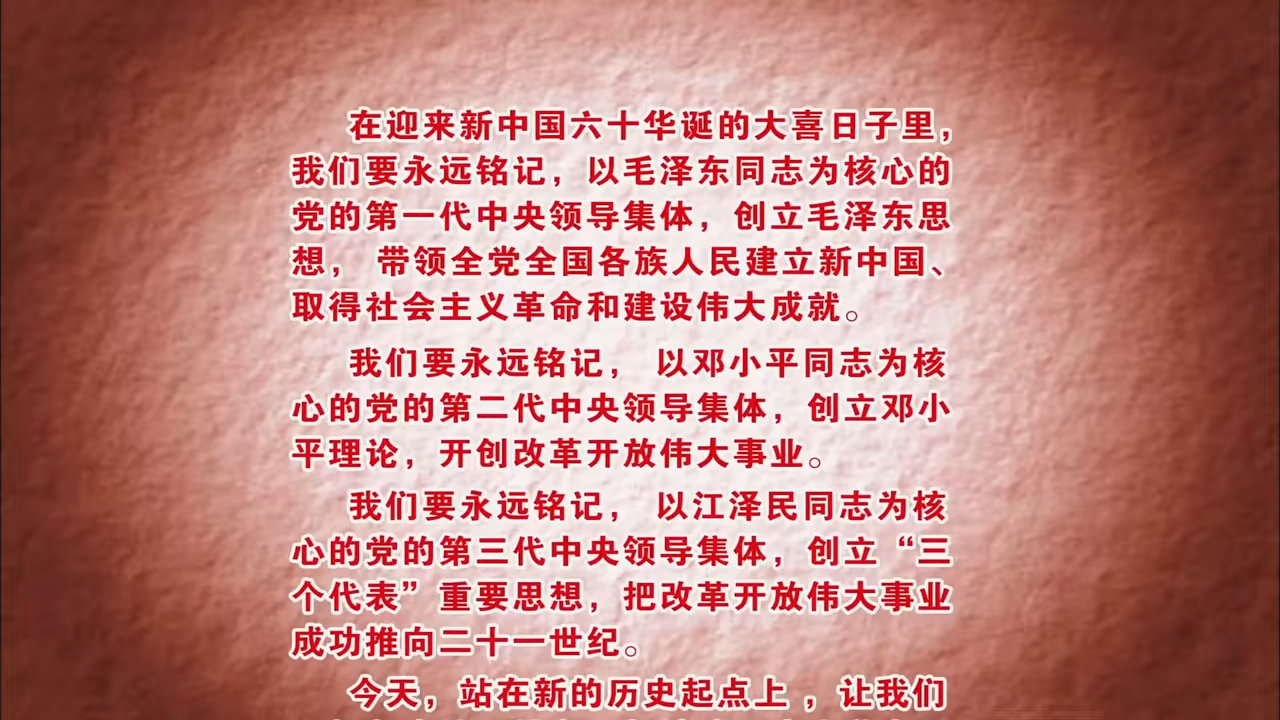 在迎来新中国六十华诞的大喜日子里，
我们要永远铭记，以毛泽东同志为核心的
党的第一代中央领导集体，创立毛泽东思
想， 带领全党全国各族人民建立新中国、
取得社会主义革命和建设伟大成就。
我们要永远铭记， 以邓小平同志为核
心的党的第二代中央领导集体，创立邓小
平理论，开创改革开放伟大事业。
我们要永远铭记， 以江泽民同志为核
心的党的第三代中央领导集体，创立“三
个代表”重要思想，把改革开放伟大事业
成功推向二十一世纪。
今天，站在新的历史起点上 ，让我们